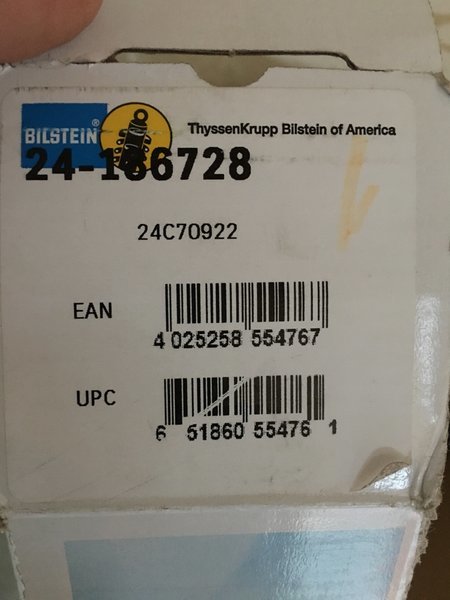 BILSTEIN
ThyssenKrupp Bilstein of America
24-186728
24C70922
EAN
4 025258 554767
UPC
6 51860 55476 1